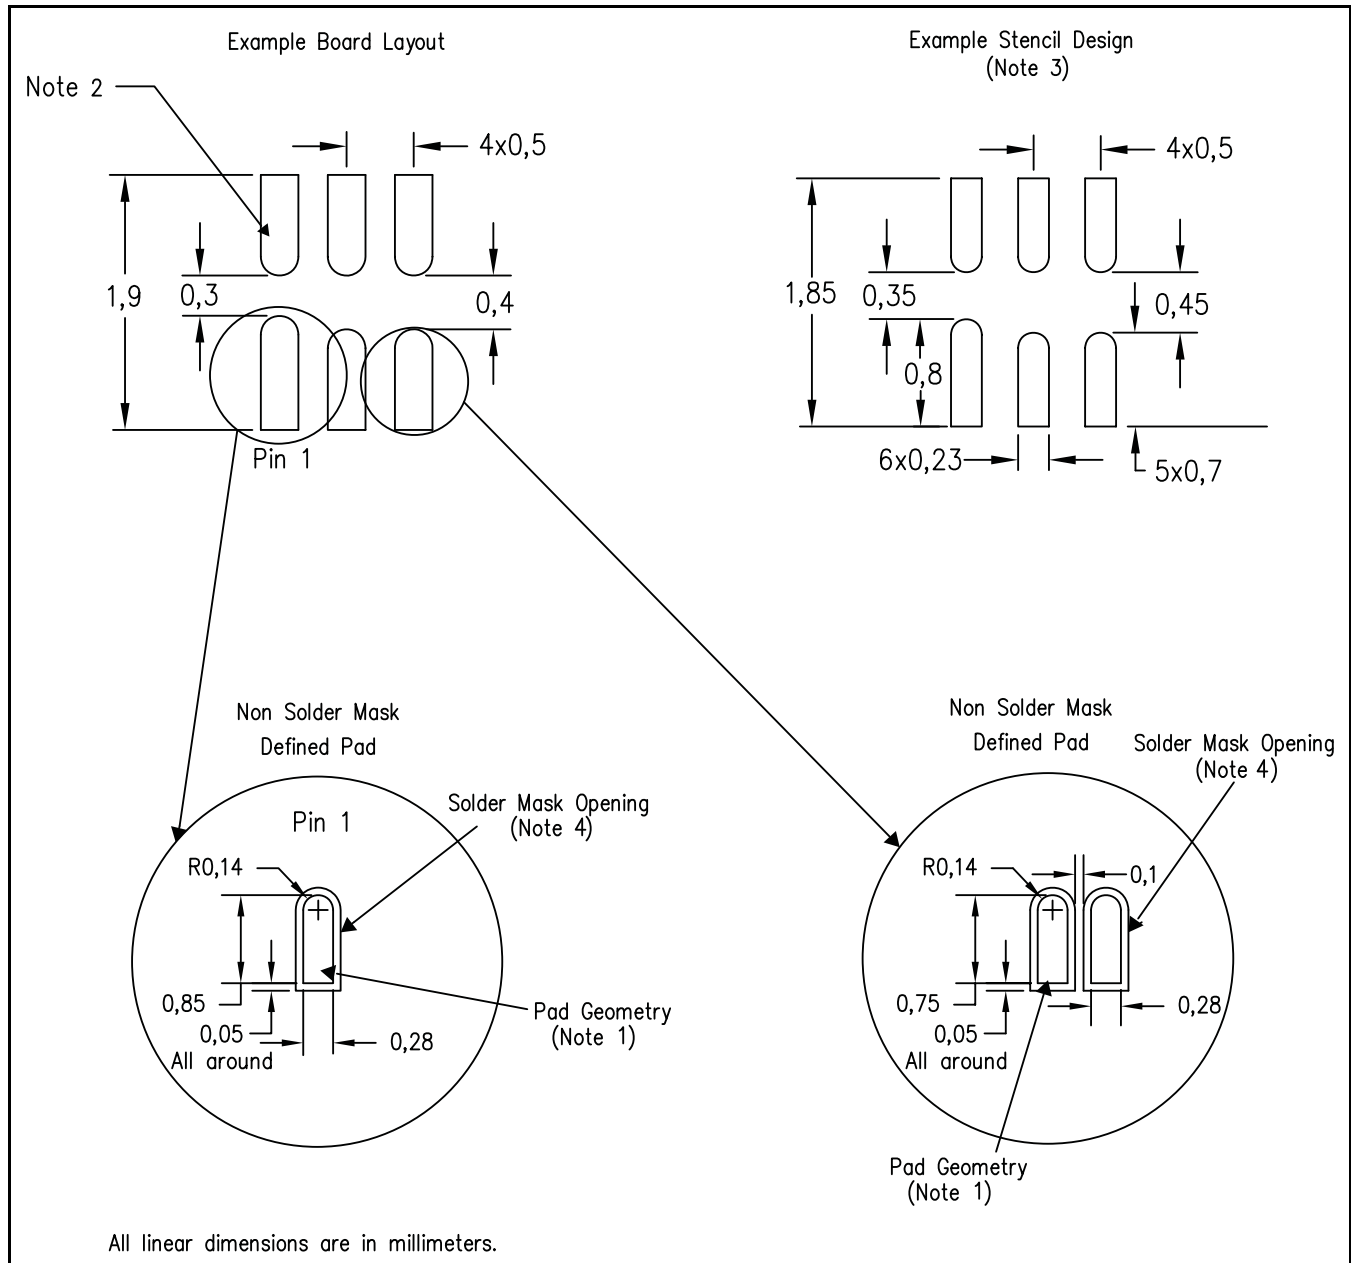 Example Board Layout
Note 2
4x0,5
1,9
0,3
0,4
Pin 1
Example Stencil Design
(Note 3)
4x0,5
1,85
0,35
0,45
0,8
6x0,23
5x0,7
Non Solder Mask
Defined Pad
Pin 1
Solder Mask Opening
(Note 4)
R0,14
0,85
0,05
All around
0,28
Pad Geometry
(Note 1)
Non Solder Mask
Defined Pad
Solder Mask Opening
(Note 4)
R0,14
0,1
0,75
0,05
All around
0,28
Pad Geometry
(Note 1)
All linear dimensions are in millimeters.